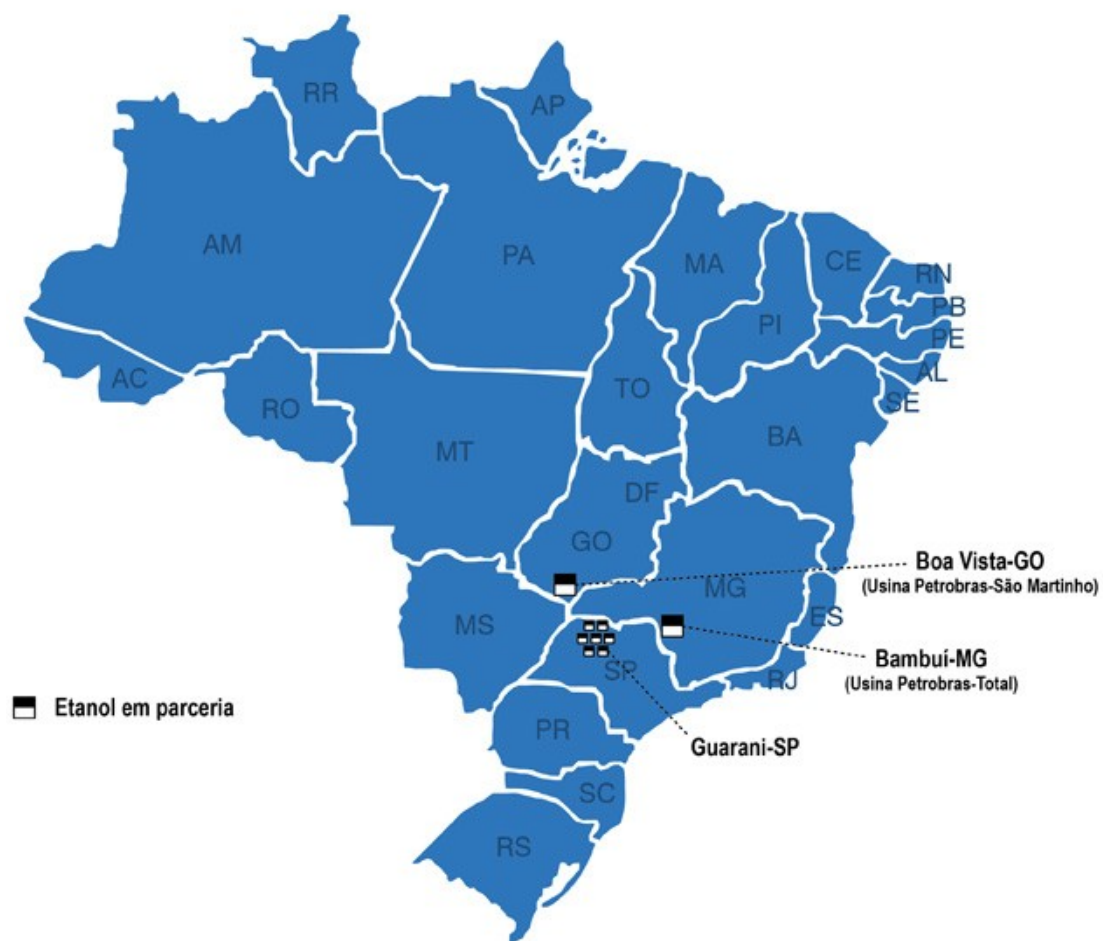 RR
AP
AM
PA
MA
CE
RN
PB
PI
PE
AL
AC
SE
TO
RO
BA
MT
DF
GO
Boa Vista-GO
(Usina Petrobras-São Martinho)
MG
MS
ES
Bambuí-MG
(Usina Petrobras-Total)
SP
RJ
Etanol em parceria
PR
Guarani-SP
SC
RS